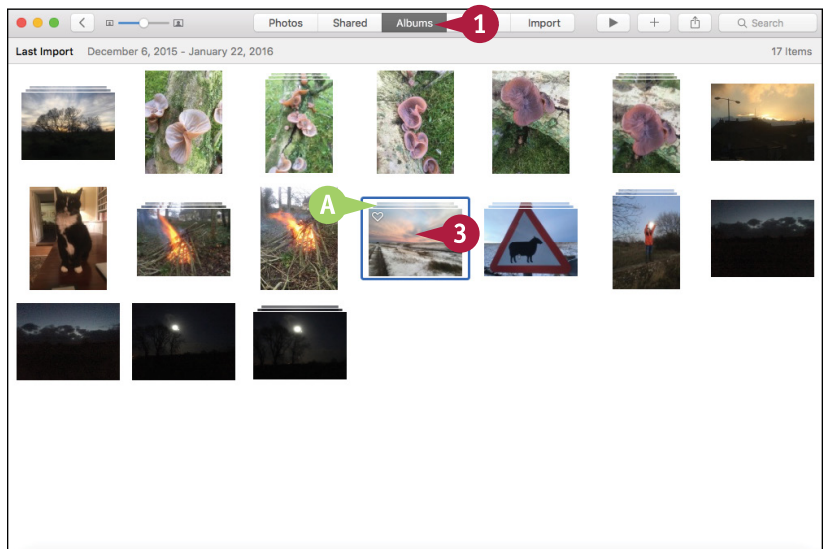 Photos Shared Albums 1 Import Search
Last Import December 6, 2015 - January 22, 2016 17 Items
A
3